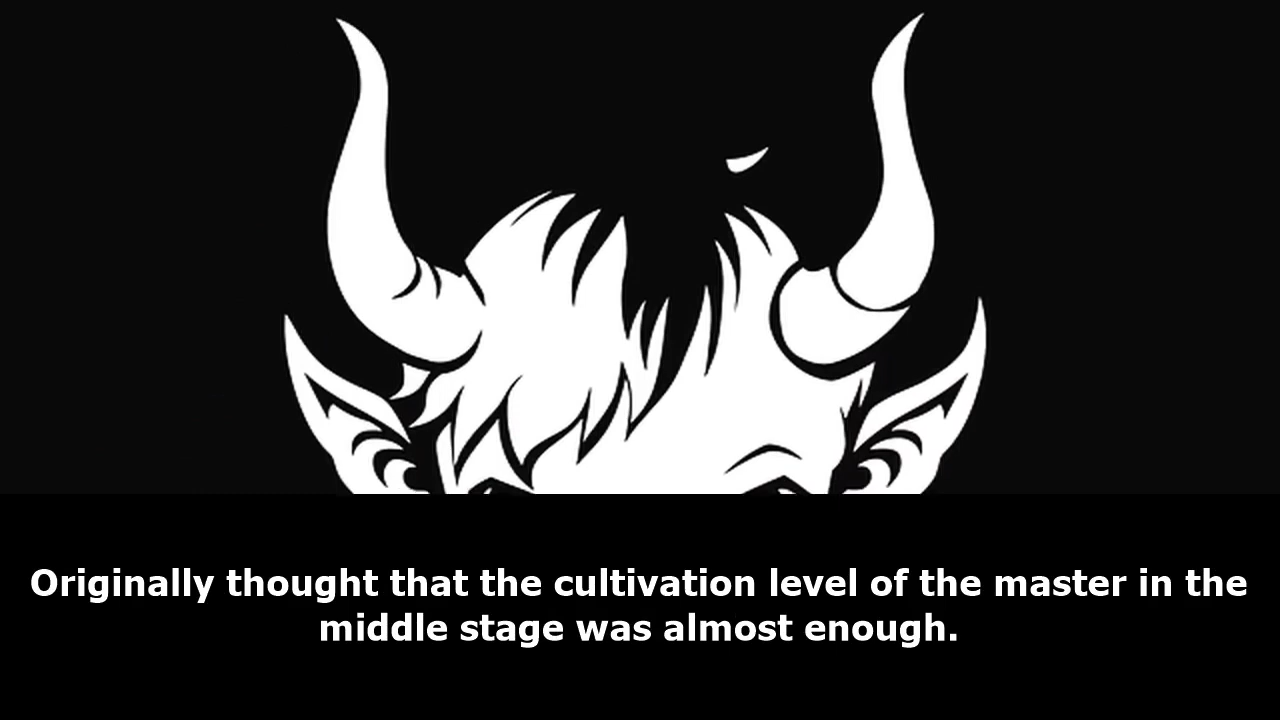 Originally thought that the cultivation level of the master in the
middle stage was almost enough.